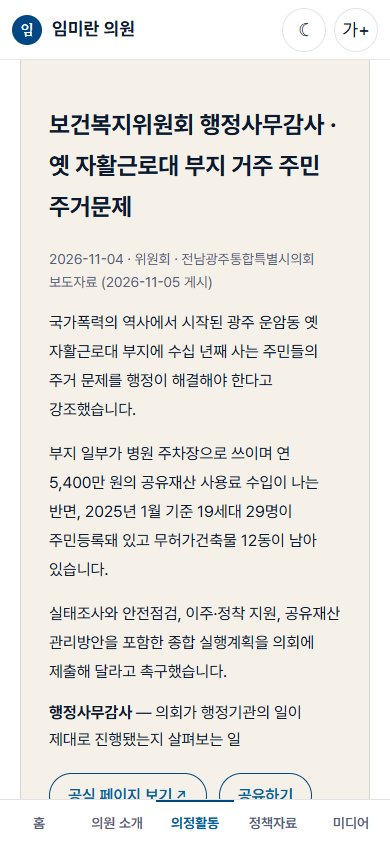 임 임미란 의원 ☾ 가+
보건복지위원회 행정사무감사 ·
옛 자활근로대 부지 거주 주민
주거문제
2026-11-04 · 위원회 · 전남광주통합특별시의회
보도자료 (2026-11-05 게시)
국가폭력의 역사에서 시작된 광주 운암동 옛
자활근로대 부지에 수십 년째 사는 주민들의
주거 문제를 행정이 해결해야 한다고
강조했습니다.
부지 일부가 병원 주차장으로 쓰이며 연
5,400만 원의 공유재산 사용료 수입이 나는
반면, 2025년 1월 기준 19세대 29명이
주민등록돼 있고 무허가건축물 12동이 남아
있습니다.
실태조사와 안전점검, 이주·정착 지원, 공유재산
관리방안을 포함한 종합 실행계획을 의회에
제출해 달라고 촉구했습니다.
행정사무감사 — 의회가 행정기관의 일이
제대로 진행됐는지 살펴보는 일
공식 페이지 보기 ↗ 공유하기
홈 의원 소개 의정활동 정책자료 미디어